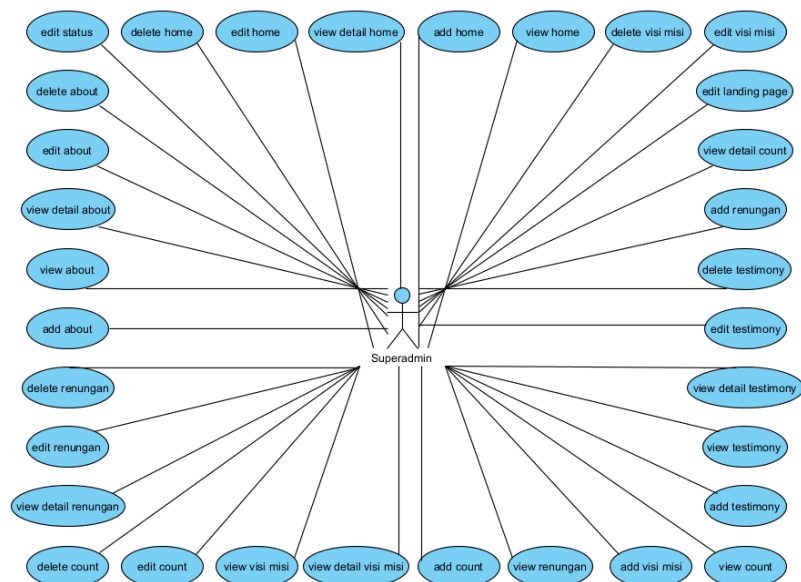 edit status
delete home
edit home
view detail home
add home
view home
delete visi misi
edit visi misi
delete about
edit landing page
edit about
view detail count
view detail about
add renungan
view about
delete testimony
add about
edit testimony
Superadmin
delete renungan
view detail testimony
edit renungan
view testimony
view detail renungan
add testimony
delete count
edit count
view visi misi
view detail visi misi
add count
view renungan
add visi misi
view count